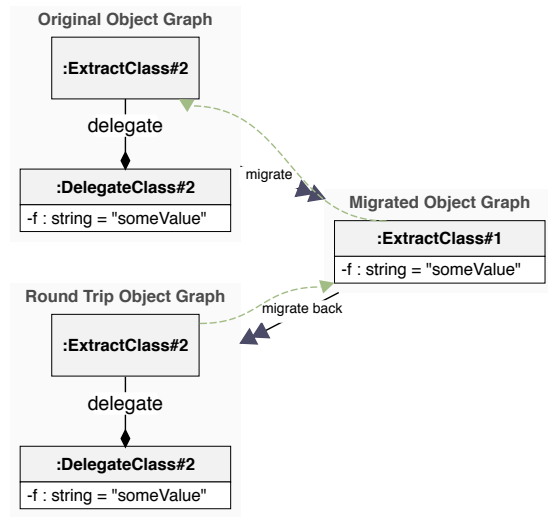 Original Object Graph
:ExtractClass#2
delegate
:DelegateClass#2
-f : string = "someValue"
migrate
Migrated Object Graph
:ExtractClass#1
-f : string = "someValue"
Round Trip Object Graph
migrate back
:ExtractClass#2
delegate
:DelegateClass#2
-f : string = "someValue"